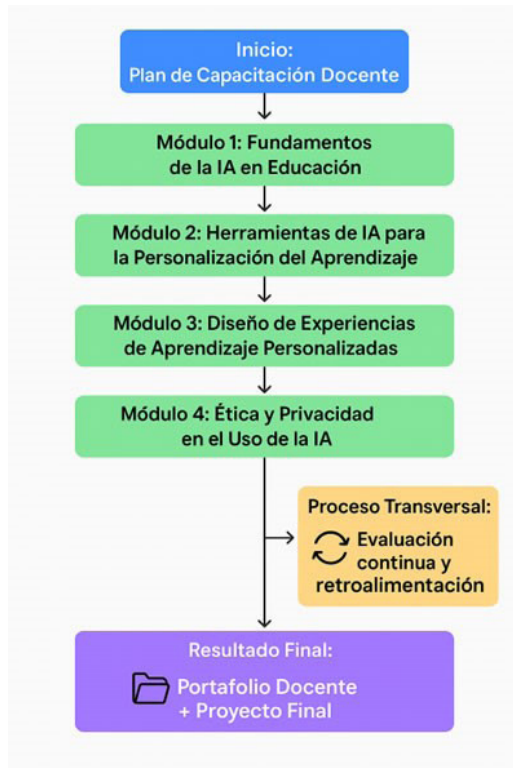 Inicio:
Plan de Capacitación Docente
Módulo 1: Fundamentos
de la IA en Educación
Módulo 2: Herramientas de IA para
la Personalización del Aprendizaje
Módulo 3: Diseño de Experiencias
de Aprendizaje Personalizadas
Módulo 4: Ética y Privacidad
en el Uso de la IA
Proceso Transversal:
Evaluación
continua y
retroalimentación
Resultado Final:
Portafolio Docente
+ Proyecto Final